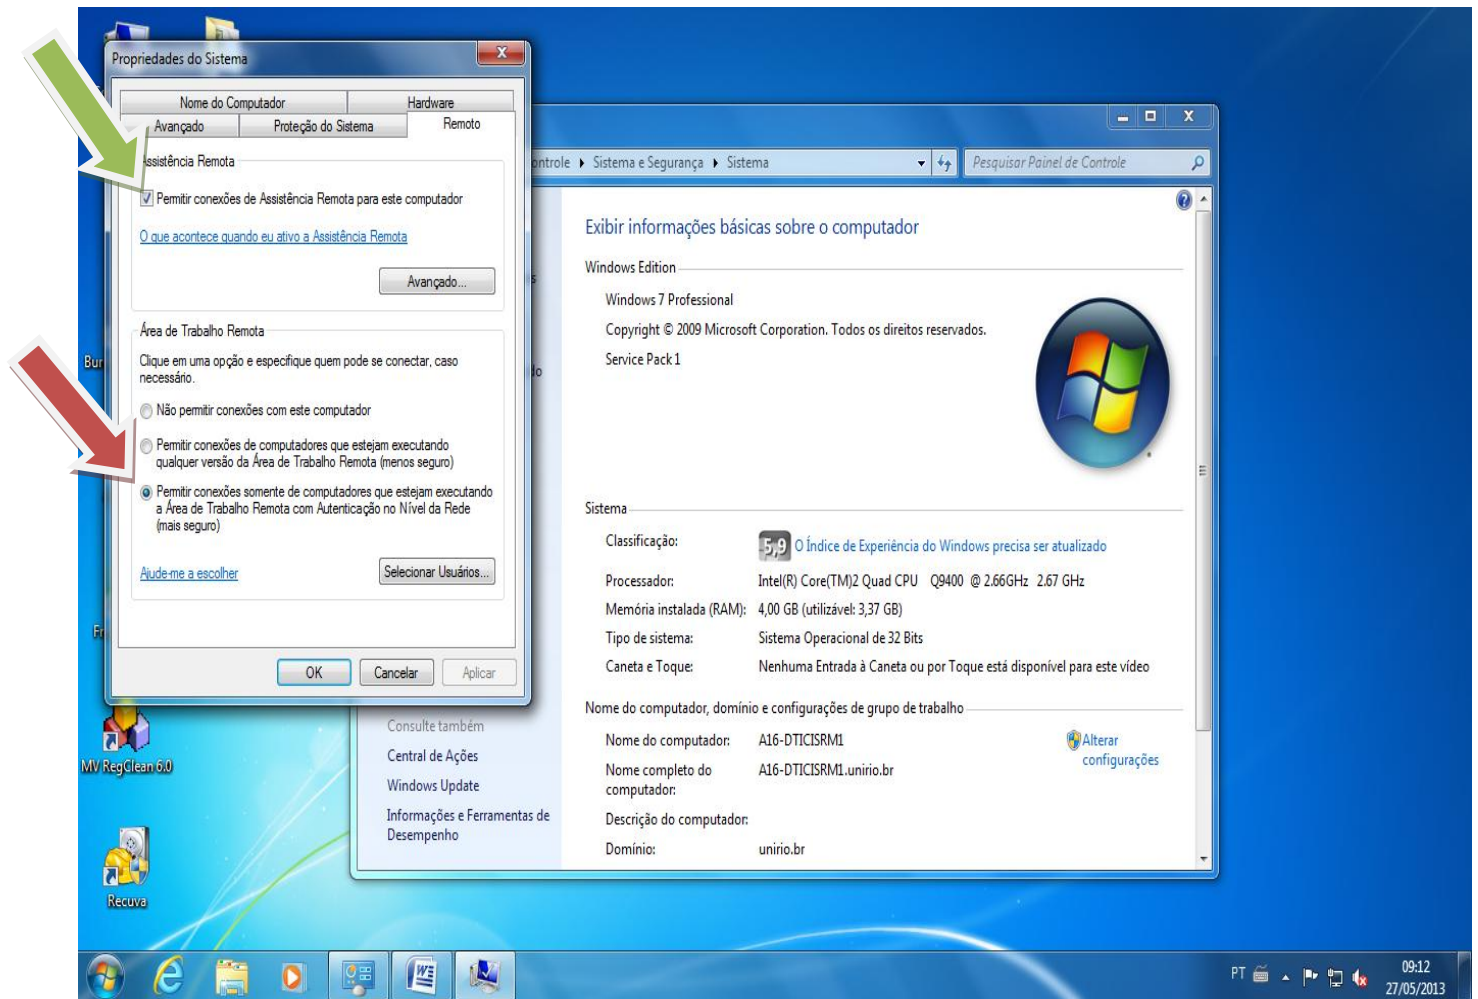 Propriedades do Sistema
Nome do Computador
Hardware
Avançado
Proteção do Sistema
Remoto
Assistência Remota
Permitir conexões de Assistência Remota para este computador
O que acontece quando eu ativo a Assistência Remota
Avançado...
Área de Trabalho Remota
Clique em uma opção e especifique quem pode se conectar, caso
necessário.
Não permitir conexões com este computador
Permitir conexões de computadores que estejam executando
qualquer versão da Área de Trabalho Remota (menos seguro)
Permitir conexões somente de computadores que estejam executando
a Área de Trabalho Remota com Autenticação no Nível da Rede
(mais seguro)
Ajude-me a escolher
Selecionar Usuários...
OK
Cancelar
Aplicar
Sistema e Segurança
Sistema
Pesquisar Painel de Controle
Exibir informações básicas sobre o computador
Windows Edition
Windows 7 Professional
Copyright © 2009 Microsoft Corporation. Todos os direitos reservados.
Service Pack 1
Sistema
Classificação:
5,9 O Índice de Experiência do Windows precisa ser atualizado
Processador: Intel(R) Core(TM)2 Quad CPU Q9400 @ 2.66GHz 2.67 GHz
Memória instalada (RAM): 4,00 GB (utilizável: 3,37 GB)
Tipo de sistema: Sistema Operacional de 32 Bits
Caneta e Toque: Nenhuma Entrada à Caneta ou por Toque está disponível para este vídeo
Nome do computador, domínio e configurações de grupo de trabalho
Nome do computador: A16-DTICISRM1
Alterar
configurações
Nome completo do A16-DTICISRM1.unirio.br
computador:
Descrição do computador:
Domínio: unirio.br
Consulte também
Central de Ações
Windows Update
Informações e Ferramentas de
Desempenho
MV RegClean 6.0
Recuva
PT
09:12
27/05/2013